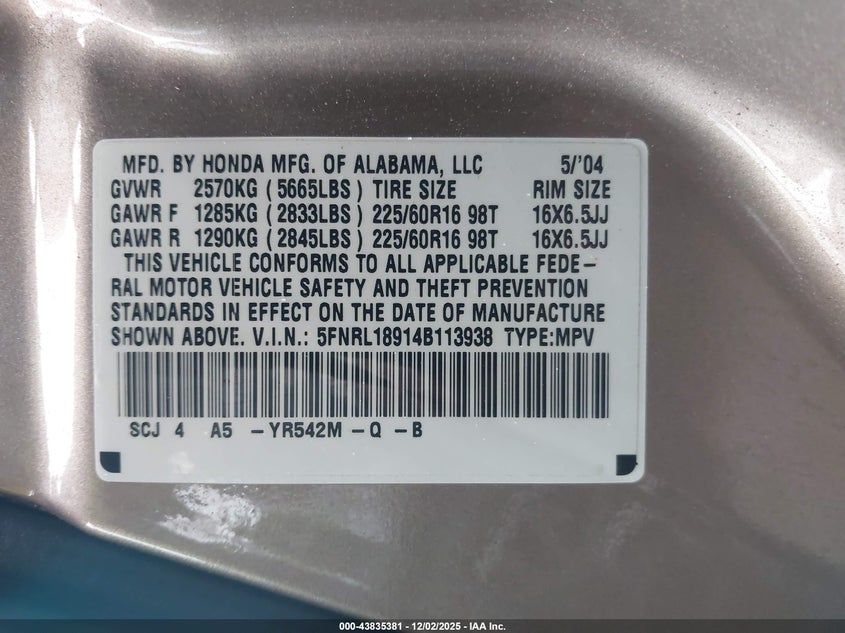 MFD. BY HONDA MFG. OF ALABAMA, LLC 5/'04
GVWR 2570KG ( 5665LBS ) TIRE SIZE RIM SIZE
GAWR F 1285KG ( 2833LBS ) 225/60R16 98T 16X6.5JJ
GAWR R 1290KG ( 2845LBS ) 225/60R16 98T 16X6.5JJ
THIS VEHICLE CONFORMS TO ALL APPLICABLE FEDE-
RAL MOTOR VEHICLE SAFETY AND THEFT PREVENTION
STANDARDS IN EFFECT ON THE DATE OF MANUFACTURE
SHOWN ABOVE. V.I.N.: 5FNRL18914B113938 TYPE:MPV
SCJ 4 A5 -YR542M -Q -B
000-43835381 - 12/02/2025 - IAA Inc.